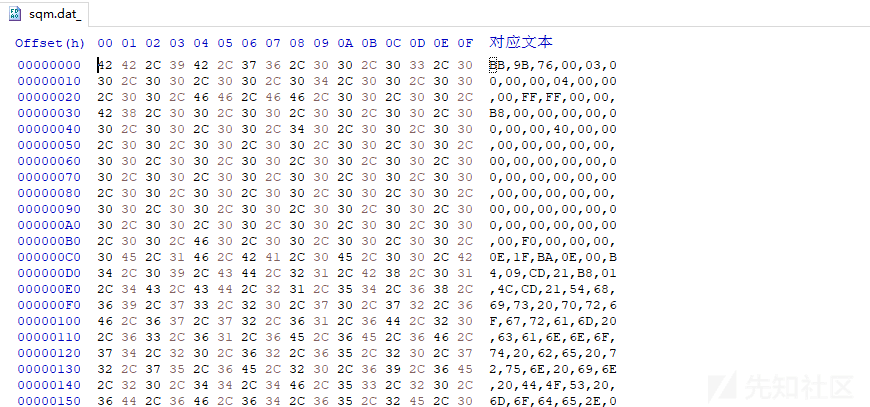 sqm.dat_
Offset(h) 00 01 02 03 04 05 06 07 08 09 0A 0B 0C 0D 0E 0F 对应文本
00000000 42 42 2C 39 42 2C 37 36 2C 30 30 2C 30 33 2C 30 BB,9B,76,00,03,0
00000010 30 2C 30 30 2C 30 30 2C 30 34 2C 30 30 2C 30 30 0,00,00,04,00,00
00000020 2C 30 30 2C 46 46 2C 46 46 2C 30 30 2C 30 30 2C ,00,FF,FF,00,00,
00000030 42 38 2C 30 30 2C 30 30 2C 30 30 2C 30 30 2C 30 B8,00,00,00,00,0
00000040 30 2C 30 30 2C 30 30 2C 34 30 2C 30 30 2C 30 30 0,00,00,40,00,00
00000050 2C 30 30 2C 30 30 2C 30 30 2C 30 30 2C 30 30 2C ,00,00,00,00,00,
00000060 30 30 2C 30 30 2C 30 30 2C 30 30 2C 30 30 2C 30 00,00,00,00,00,0
00000070 30 2C 30 30 2C 30 30 2C 30 30 2C 30 30 2C 30 30 0,00,00,00,00,00
00000080 2C 30 30 2C 30 30 2C 30 30 2C 30 30 2C 30 30 2C ,00,00,00,00,00,
00000090 30 30 2C 30 30 2C 30 30 2C 30 30 2C 30 30 2C 30 00,00,00,00,00,0
000000A0 30 2C 30 30 2C 30 30 2C 30 30 2C 30 30 2C 30 30 0,00,00,00,00,00
000000B0 2C 30 30 2C 46 30 2C 30 30 2C 30 30 2C 30 30 2C ,00,F0,00,00,00,
000000C0 30 45 2C 31 46 2C 42 41 2C 30 45 2C 30 30 2C 42 0E,1F,BA,0E,00,B
000000D0 34 2C 30 39 2C 43 44 2C 32 31 2C 42 38 2C 30 31 4,09,CD,21,B8,01
000000E0 2C 34 43 2C 43 44 2C 32 31 2C 35 34 2C 36 38 2C ,4C,CD,21,54,68,
000000F0 36 39 2C 37 33 2C 32 30 2C 37 30 2C 37 32 2C 36 69,73,20,70,72,6
00000100 46 2C 36 37 2C 37 32 2C 36 31 2C 36 44 2C 32 30 F,67,72,61,6D,20
00000110 2C 36 33 2C 36 31 2C 36 45 2C 36 45 2C 36 46 2C ,63,61,6E,6E,6F,
00000120 37 34 2C 32 30 2C 36 32 2C 36 35 2C 32 30 2C 37 74,20,62,65,20,7
00000130 32 2C 37 35 2C 36 45 2C 32 30 2C 36 39 2C 36 45 2,75,6E,20,69,6E
00000140 2C 32 30 2C 34 34 2C 34 46 2C 35 33 2C 32 30 2C ,20,44,4F,53,20,
00000150 36 44 2C 36 46 2C 36 34 2C 36 35 2C 32 45 2C 30 6D,6F,64,65,2E,0
先知社区